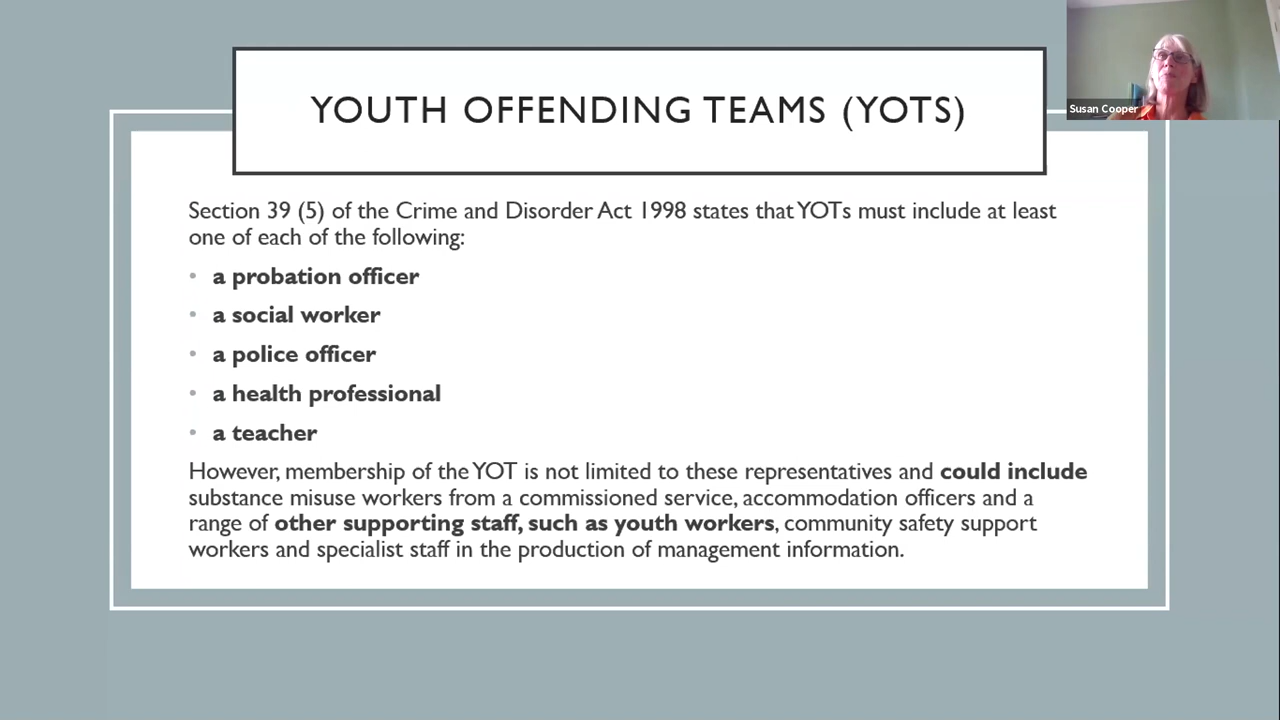 YOUTH OFFENDING TEAMS (YOTS)
Susan Cooper
Section 39 (5) of the Crime and Disorder Act 1998 states that YOTs must include at least
one of each of the following:
• a probation officer
• a social worker
• a police officer
• a health professional
• a teacher
However, membership of the YOT is not limited to these representatives and could include
substance misuse workers from a commissioned service, accommodation officers and a
range of other supporting staff, such as youth workers, community safety support
workers and specialist staff in the production of management information.